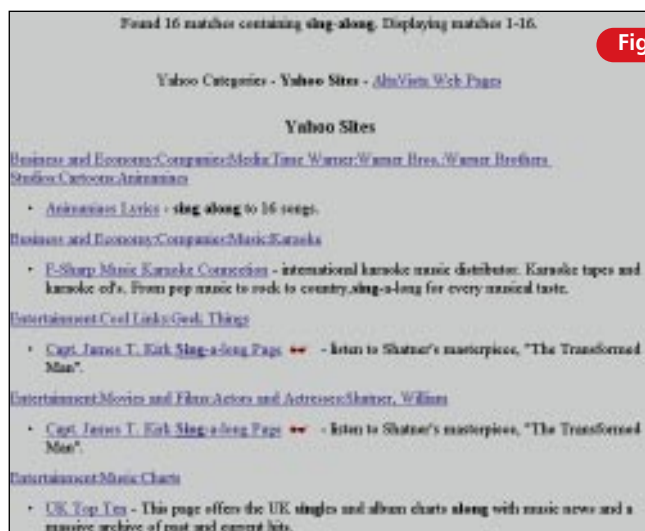 Found 16 matches containing sing-along. Displaying matches 1-16.
Fig
Yahoo Categories - Yahoo Sites - AltaVista Web Pages
Yahoo Sites
Business and Economy:Companies:Media:Time Warner:Warner Bros.:Warner Brothers
Studios:Cartoons:Animaniacs
• Animaniacs Lyrics - sing along to 16 songs.
Business and Economy:Companies:Music:Karaoke
• F-Sharp Music Karaoke Connection - international karaoke music distributor. Karaoke tapes and
karaoke cd's. From pop music to rock to country,sing-a-long for every musical taste.
Entertainment:Cool Links:Geek Things
• Capt. James T. Kirk Sing-a-long Page - listen to Shatner's masterpiece, "The Transformed
Man".
Entertainment:Movies and Films:Actors and Actresses:Shatner, William
• Capt. James T. Kirk Sing-a-long Page - listen to Shatner's masterpiece, "The Transformed
Man".
Entertainment:Music:Charts
• UK Top Ten - This page offers the UK singles and album charts along with music news and a
massive archive of past and current hits.